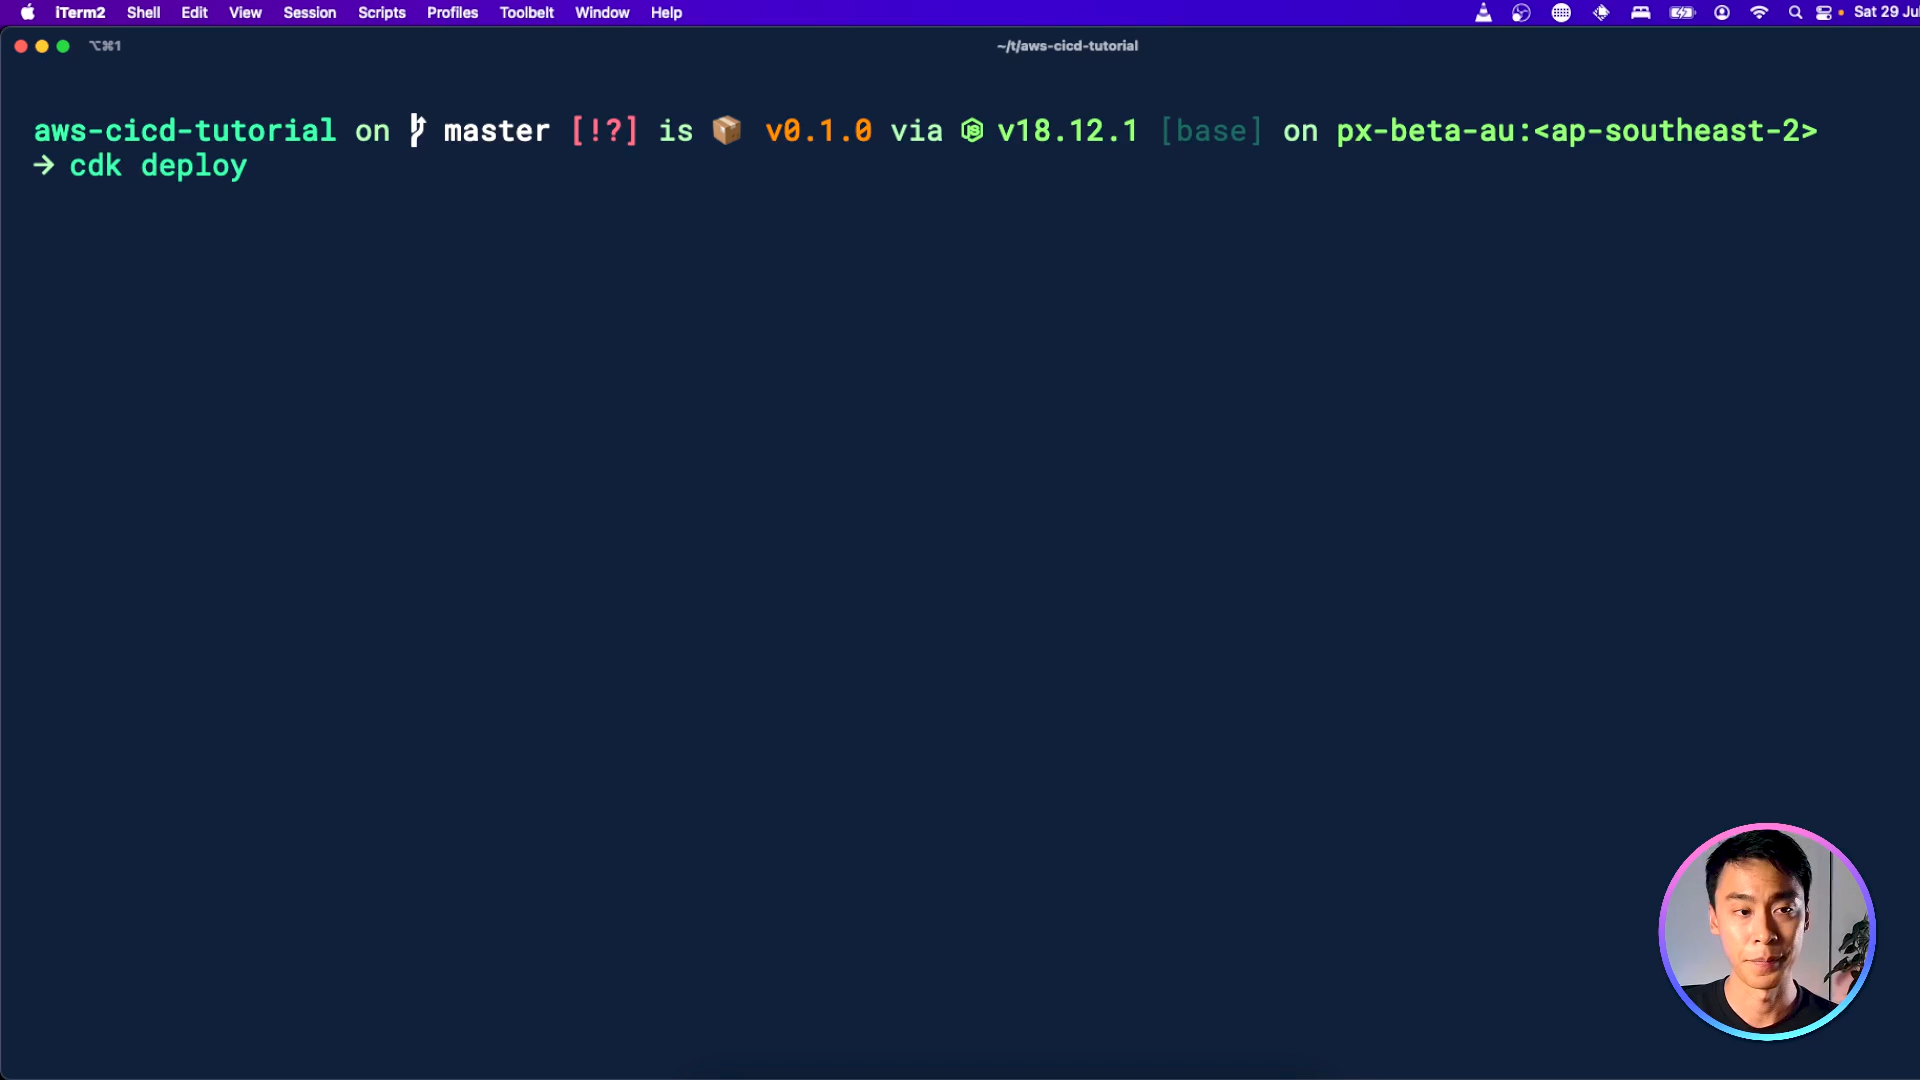 iTerm2 Shell Edit View Session Scripts Profiles Toolbelt Window Help Sat 29 Jul
⌥⌘1 ~/t/aws-cicd-tutorial
aws-cicd-tutorial on master [!?] is 📦 v0.1.0 via v18.12.1 [base] on px-beta-au:<ap-southeast-2>
→ cdk deploy